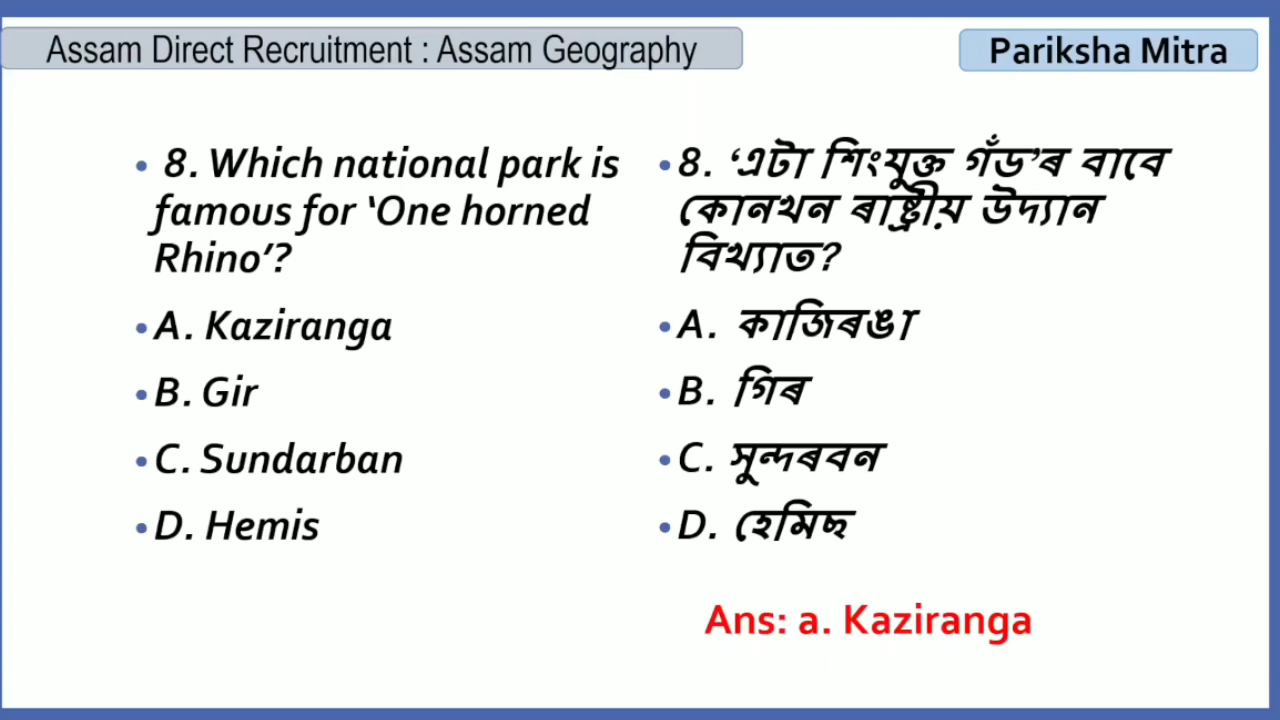 Assam Direct Recruitment : Assam Geography
Pariksha Mitra
• 8. Which national park is
famous for ‘One horned
Rhino’?
• A. Kaziranga
• B. Gir
• C. Sundarban
• D. Hemis
• 8. ‘এটা শিংযুক্ত গঁড’ৰ বাবে
কোনখন ৰাষ্ট্ৰীয় উদ্যান
বিখ্যাত?
• A. কাজিৰঙা
• B. গিৰ
• C. সুন্দৰবন
• D. হেমিছ
Ans: a. Kaziranga